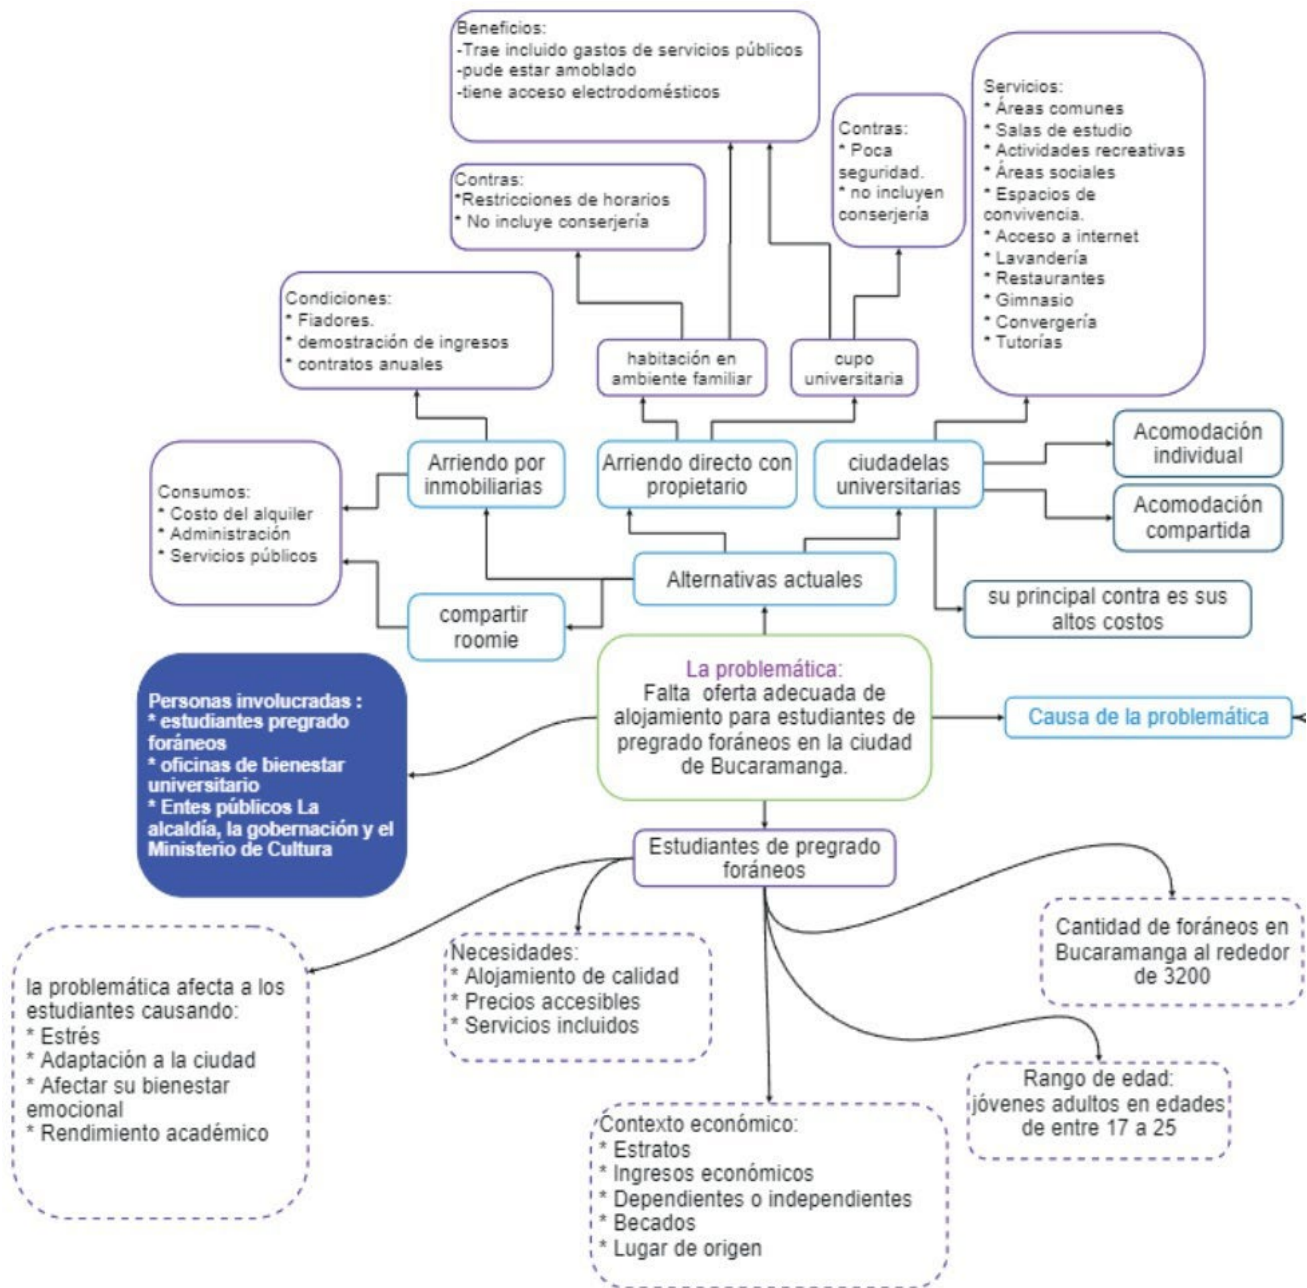 Beneficios:
-Trae incluido gastos de servicios públicos
-pude estar amoblado
-tiene acceso electrodomésticos
Servicios:
* Áreas comunes
* Salas de estudio
* Actividades recreativas
* Áreas sociales
* Espacios de
convivencia.
* Acceso a internet
* Lavandería
* Restaurantes
* Gimnasio
* Convergería
* Tutorías
Contras:
* Poca
seguridad.
* no incluyen
conserjería
Contras:
*Restricciones de horarios
* No incluye conserjería
Condiciones:
* Fiadores.
* demostración de ingresos
* contratos anuales
habitación en
ambiente familiar
cupo
universitaria
Consumos:
* Costo del alquiler
* Administración
* Servicios públicos
Arriendo por
inmobiliarias
Arriendo directo con
propietario
ciudadelas
universitarias
Acomodación
individual
Acomodación
compartida
Alternativas actuales
su principal contra es sus
altos costos
compartir
roomie
La problemática:
Falta oferta adecuada de
alojamiento para estudiantes de
pregrado foráneos en la ciudad
de Bucaramanga.
Causa de la problemática
Personas involucradas :
* estudiantes pregrado
foráneos
* oficinas de bienestar
universitario
* Entes públicos La
alcaldía, la gobernación y el
Ministerio de Cultura
Estudiantes de pregrado
foráneos
la problemática afecta a los
estudiantes causando:
* Estrés
* Adaptación a la ciudad
* Afectar su bienestar
emocional
* Rendimiento académico
Necesidades:
* Alojamiento de calidad
* Precios accesibles
* Servicios incluidos
Cantidad de foráneos en
Bucaramanga al rededor
de 3200
Rango de edad:
jóvenes adultos en edades
de entre 17 a 25
Contexto económico:
* Estratos
* Ingresos económicos
* Dependientes o independientes
* Becados
* Lugar de origen